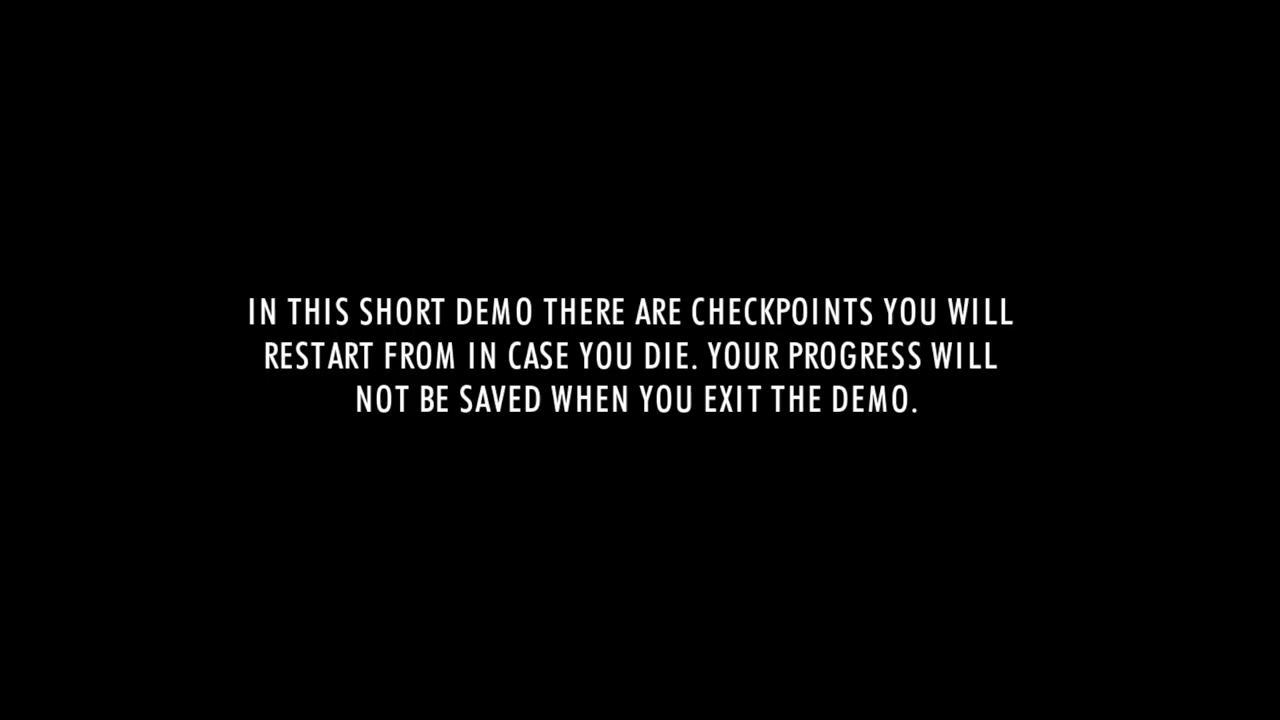 IN THIS SHORT DEMO THERE ARE CHECKPOINTS YOU WILL
RESTART FROM IN CASE YOU DIE. YOUR PROGRESS WILL
NOT BE SAVED WHEN YOU EXIT THE DEMO.